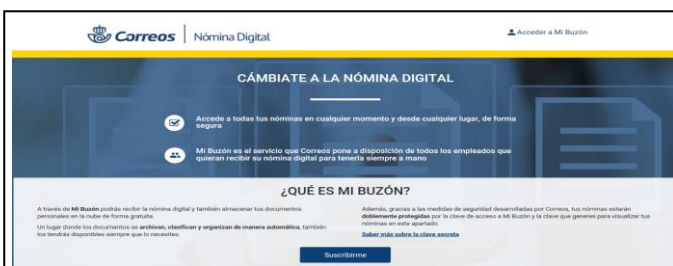 Correos
Nómina Digital
Acceder a Mi Buzón
CÁMBIATE A LA NÓMINA DIGITAL
Accede a todas tus nóminas en cualquier momento y desde cualquier lugar, de forma
segura
Mi Buzón es el servicio que Correos pone a disposición de todos los empleados que
quieran recibir su nómina digital para tenerla siempre a mano
¿QUÉ ES MI BUZÓN?
A través de Mi Buzón podrás recibir la nómina digital y también almacenar tus documentos
personales en la nube de forma gratuita.
Un lugar donde los documentos se archivan, clasifican y organizan de manera automática, también
los tendrás disponibles siempre que lo necesites.
Además, gracias a las medidas de seguridad desarrolladas por Correos, tus nóminas estarán
doblemente protegidas por la clave de acceso a Mi Buzón y la clave que generes para visualizar tus
nóminas en este apartado.
Saber más sobre la clave secreta
Suscribirme